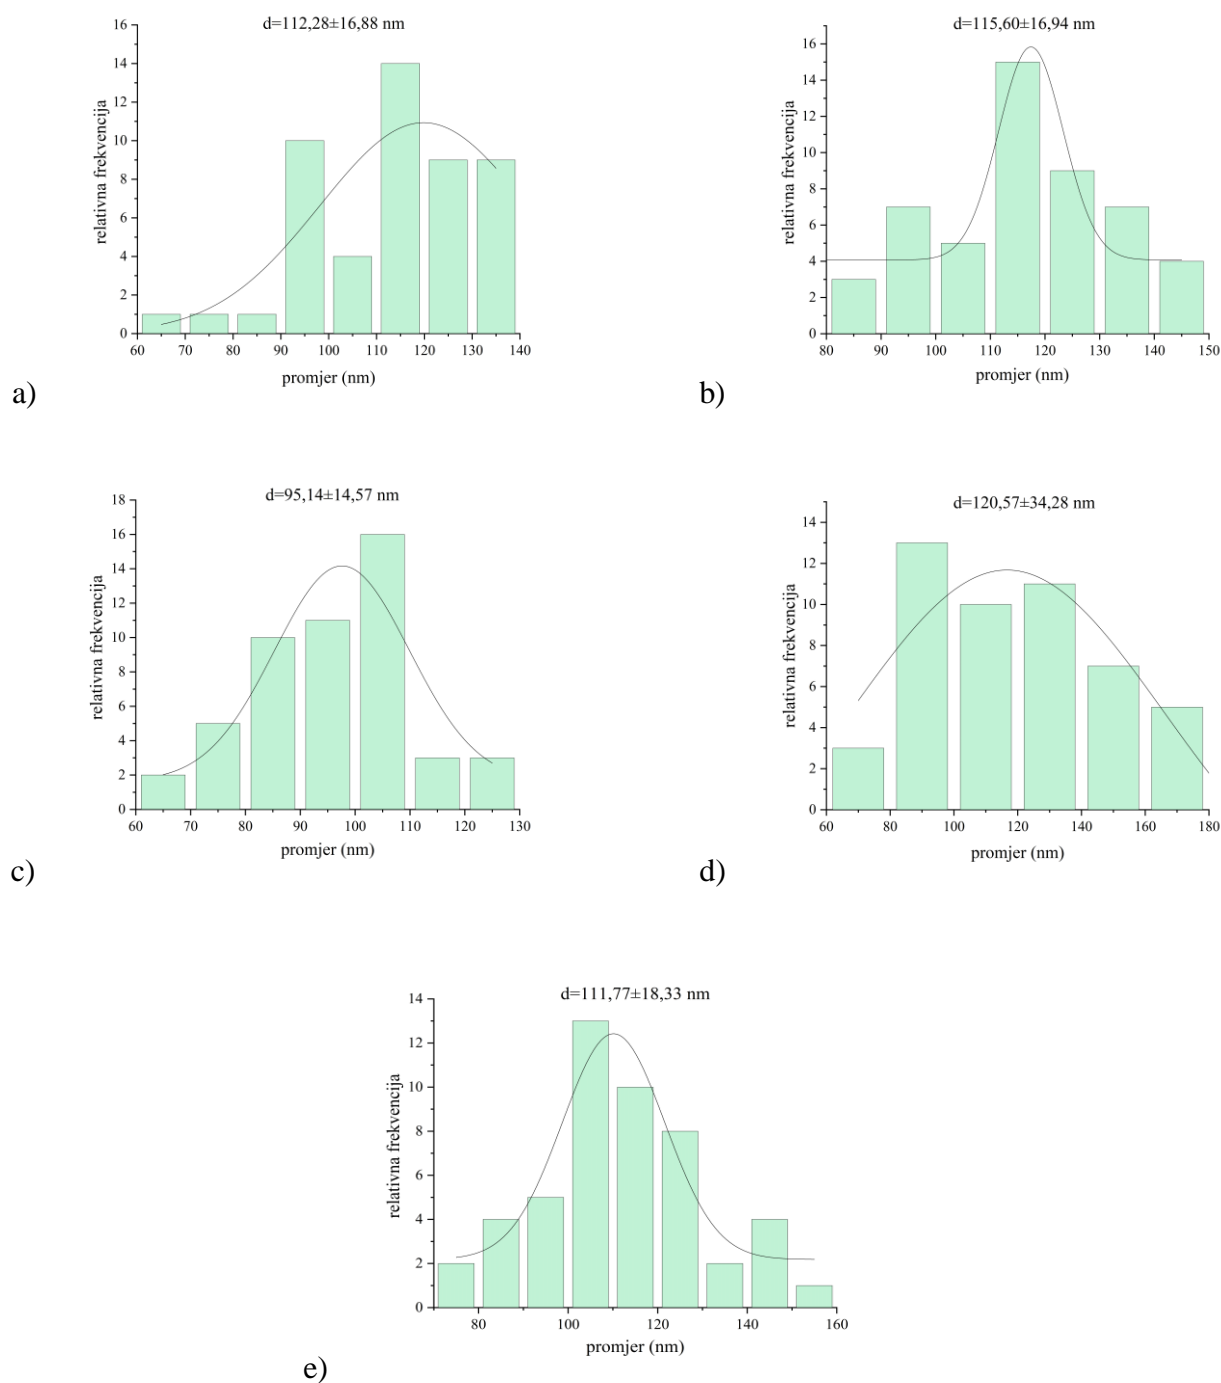 d=112,28±16,88 nm
16
14
12
10
8
6
4
2
0
relativna frekvencija
60 70 80 90 100 110 120 130 140
promjer (nm)
a)
d=115,60±16,94 nm
16
14
12
10
8
6
4
2
0
relativna frekvencija
80 90 100 110 120 130 140 150
promjer (nm)
b)
d=95,14±14,57 nm
18
16
14
12
10
8
6
4
2
0
relativna frekvencija
60 70 80 90 100 110 120 130
promjer (nm)
c)
d=120,57±34,28 nm
14
12
10
8
6
4
2
0
relativna frekvencija
60 80 100 120 140 160 180
promjer (nm)
d)
d=111,77±18,33 nm
14
12
10
8
6
4
2
0
relativna frekvencija
80 100 120 140 160
promjer (nm)
e)